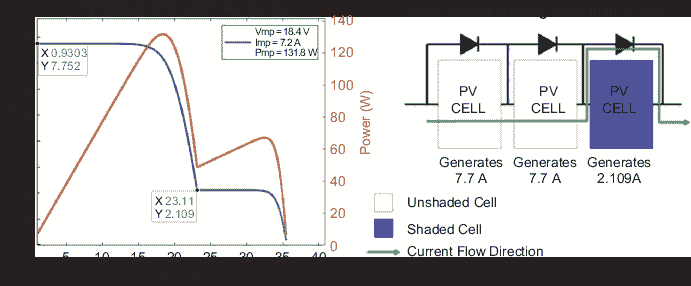 Vmp = 18.4 V
Imp = 7.2 A
Pmp = 131.8 W
X 0.9303
Y 7.752
X 23.11
Y 2.109
140
120
100
80
60
40
20
0
Power (W)
5
10
15
20
25
30
35
40
PV
CELL
PV
CELL
PV
CELL
Generates
7.7 A
Generates
7.7 A
Generates
2.109A
Unshaded Cell
Shaded Cell
Current Flow Direction